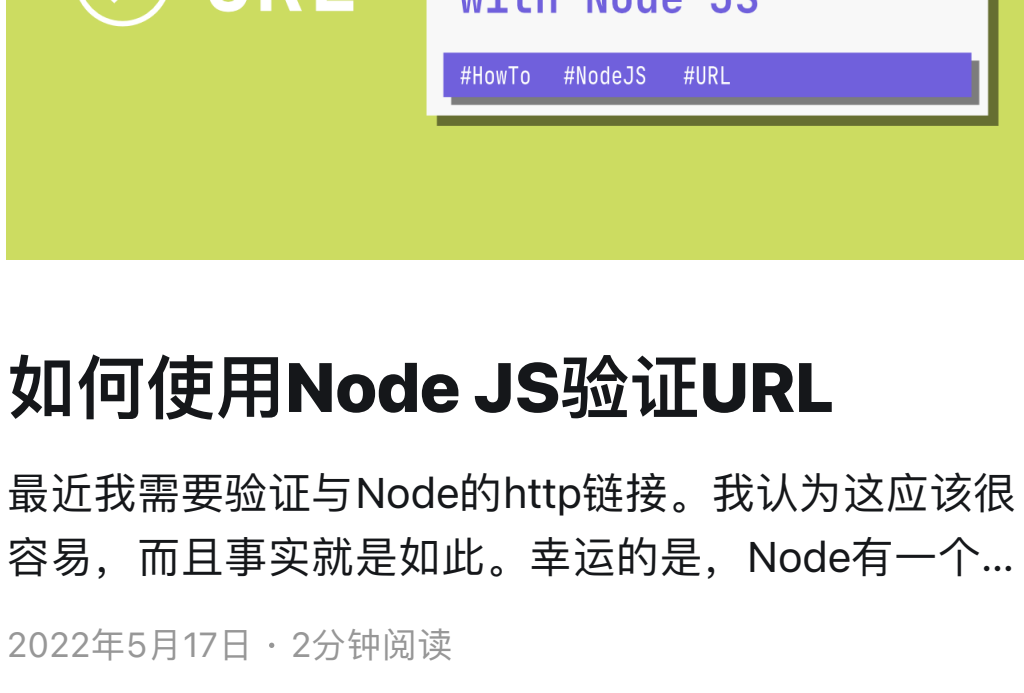 URL
with Node JS
#HowTo #NodeJS #URL
如何使用Node JS验证URL
最近我需要验证与Node的http链接。我认为这应该很
容易，而且事实就是如此。幸运的是，Node有一个...
2022年5月17日 · 2分钟阅读